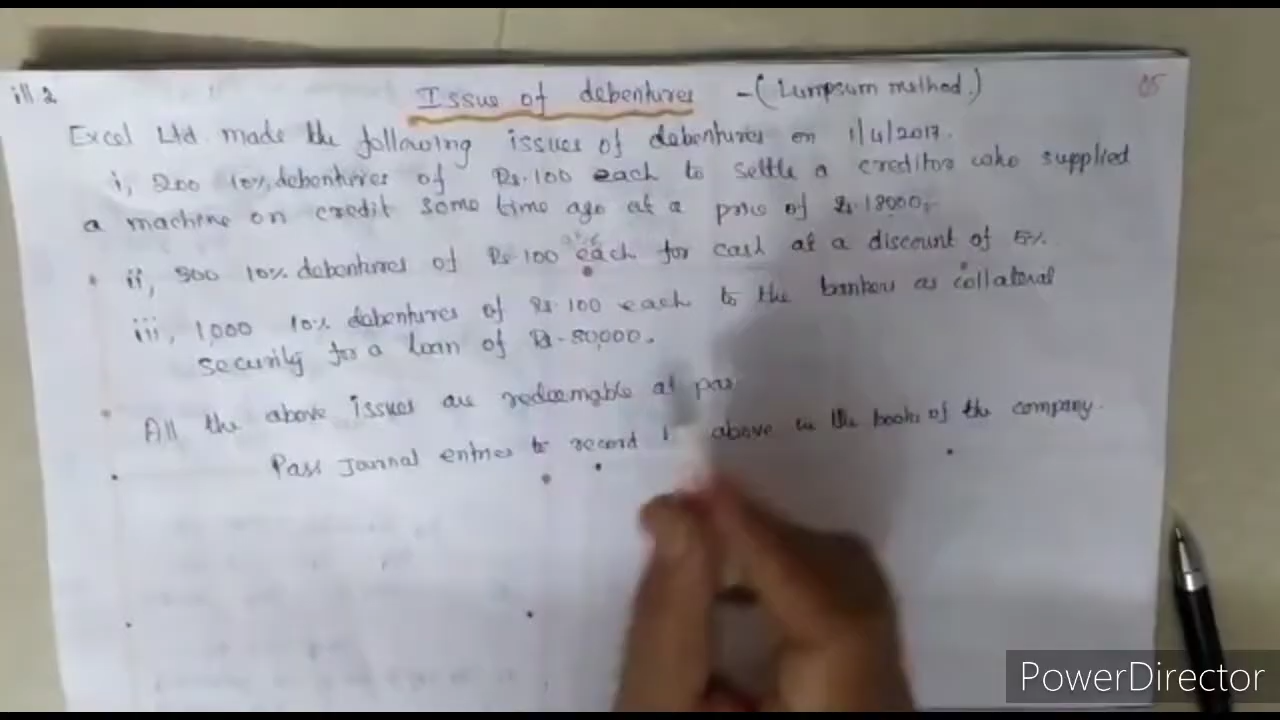 ill.2 Issue of debentures - (Lumpsum method.) 05
Excel Ltd. made the following issues of debentures on 1/4/2017.
i, 200 10% debentures of Rs.100 each to settle a creditor who supplied
a machine on credit some time ago at a price of Rs.18000.
ii, 300 10% debentures of Rs.100 each for cash at a discount of 5%
iii, 1,000 10% debentures of Rs.100 each to the bankers as collateral
security for a loan of Rs.80,000.
All the above issues are redeemable at par
Pass Journal entries to record above in the books of the company.
PowerDirector